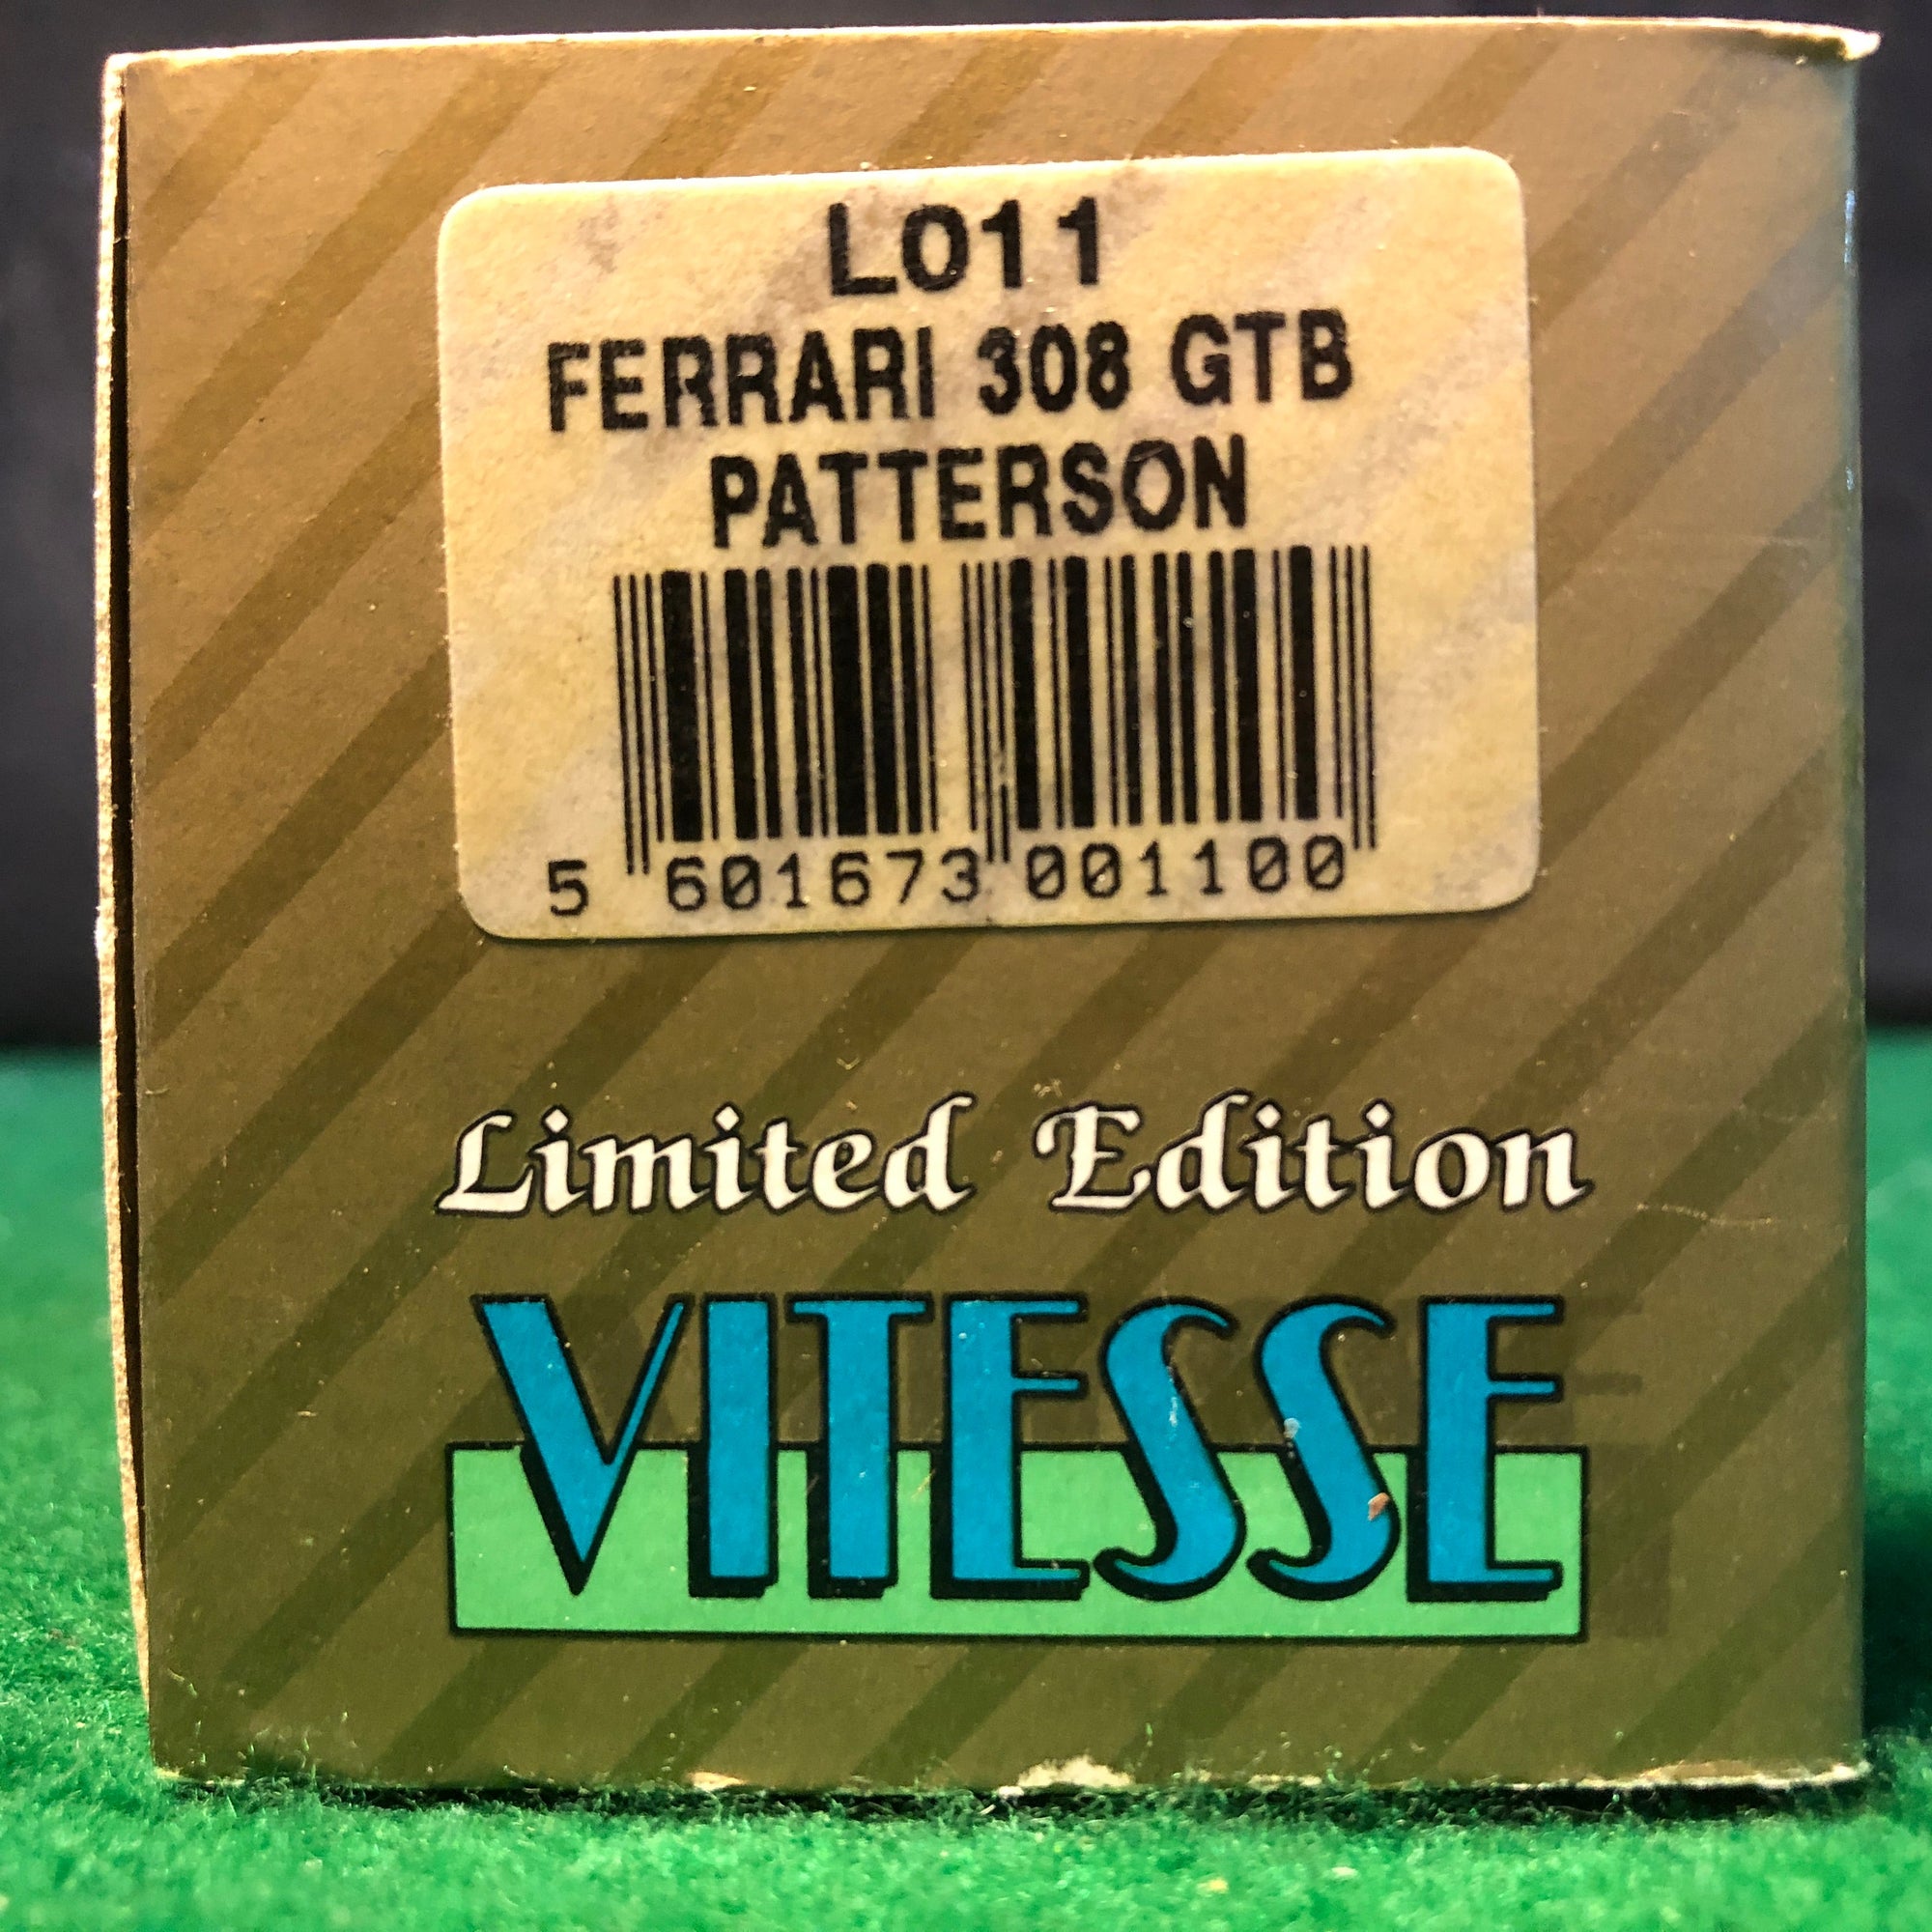 L011
FERRARI 308 GTB
PATTERSON
5 601673 001100
Limited Edition
VITESSE